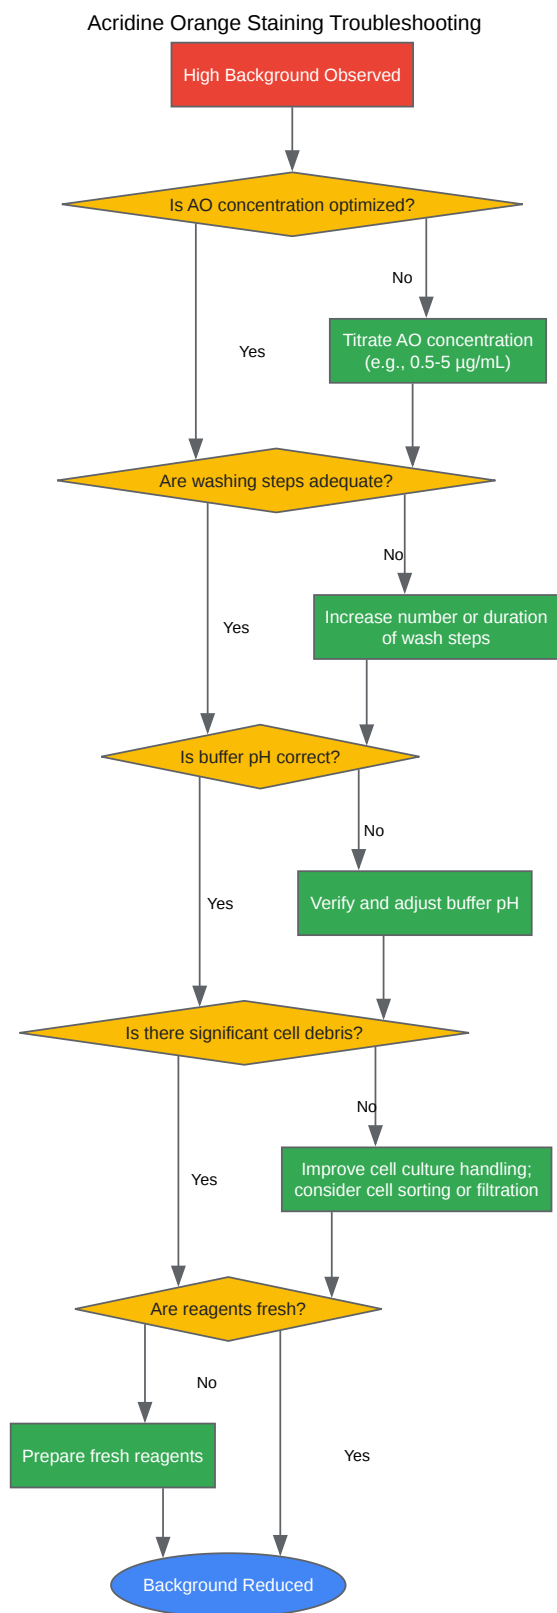 Acridine Orange Staining Troubleshooting
High Background Observed
Is AO concentration optimized?
No
Titrate AO concentration
(e.g., 0.5-5 µg/mL)
Yes
Are washing steps adequate?
No
Increase number or duration
of wash steps
Yes
Is buffer pH correct?
No
Verify and adjust buffer pH
Yes
Is there significant cell debris?
No
Improve cell culture handling;
consider cell sorting or filtration
Yes
Are reagents fresh?
No
Prepare fresh reagents
Yes
Background Reduced